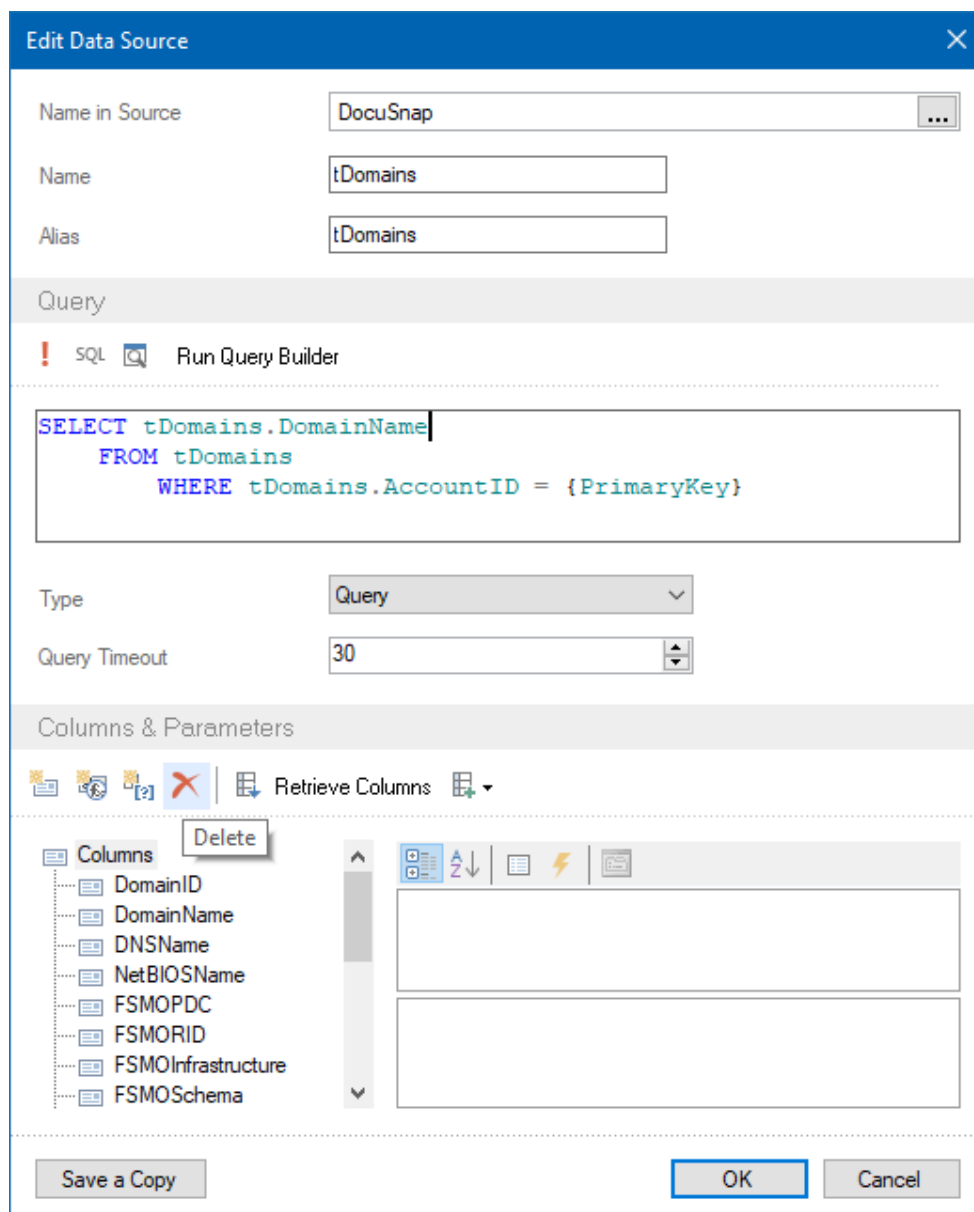 Edit Data Source
Name in Source DocuSnap ...
Name tDomains
Alias tDomains
Query
! SQL Run Query Builder
SELECT tDomains.DomainName
FROM tDomains
WHERE tDomains.AccountID = {PrimaryKey}
Type Query
Query Timeout 30
Columns & Parameters
[?] Retrieve Columns
Delete
Columns
A Z
DomainID
DomainName
DNSName
NetBIOSName
FSMOPDC
FSMORID
FSMOInfrastructure
FSMOSchema
Save a Copy OK Cancel